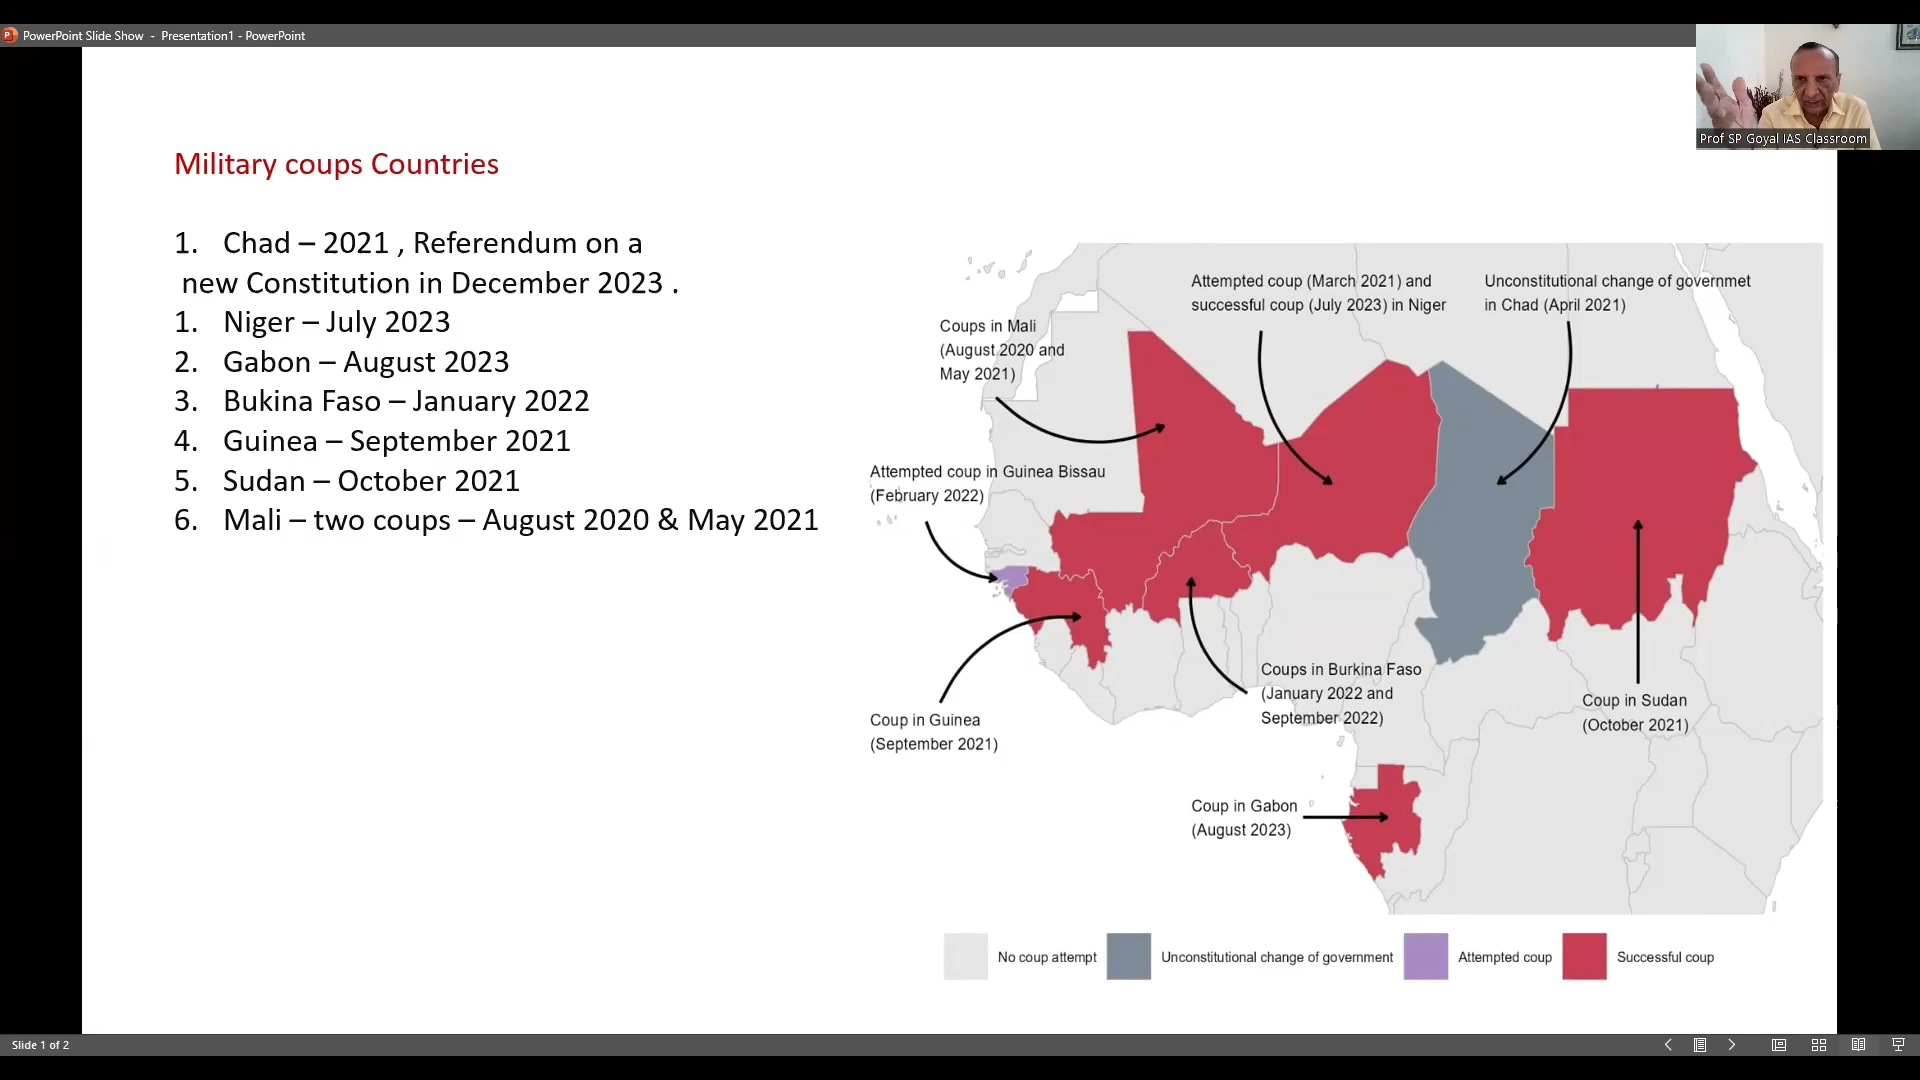 PowerPoint Slide Show - Presentation1 - PowerPoint
Prof SP Goyal IAS Classroom
Military coups Countries
1. Chad – 2021 , Referendum on a
new Constitution in December 2023 .
1. Niger – July 2023
2. Gabon – August 2023
3. Bukina Faso – January 2022
4. Guinea – September 2021
5. Sudan – October 2021
6. Mali – two coups – August 2020 & May 2021
Attempted coup (March 2021) and
successful coup (July 2023) in Niger
Unconstitutional change of governmet
in Chad (April 2021)
Coups in Mali
(August 2020 and
May 2021)
Attempted coup in Guinea Bissau
(February 2022)
Coup in Guinea
(September 2021)
Coups in Burkina Faso
(January 2022 and
September 2022)
Coup in Sudan
(October 2021)
Coup in Gabon
(August 2023)
No coup attempt
Unconstitutional change of government
Attempted coup
Successful coup
Slide 1 of 2